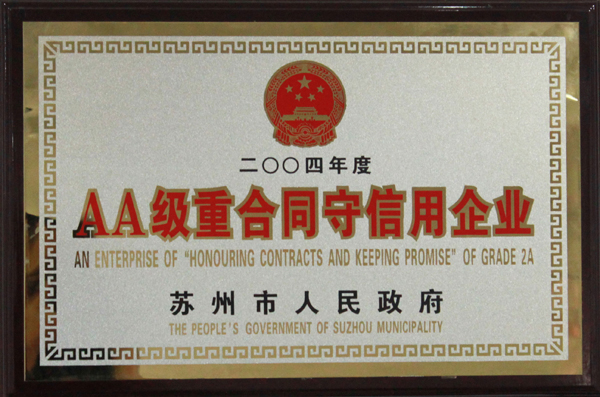 二〇〇四年度
AA级重合同守信用企业
AN ENTERPRISE OF "HONOURING CONTRACTS AND KEEPING PROMISE" OF GRADE 2A
苏州市人民政府
THE PEOPLE'S GOVERNMENT OF SUZHOU MUNICIPALITY